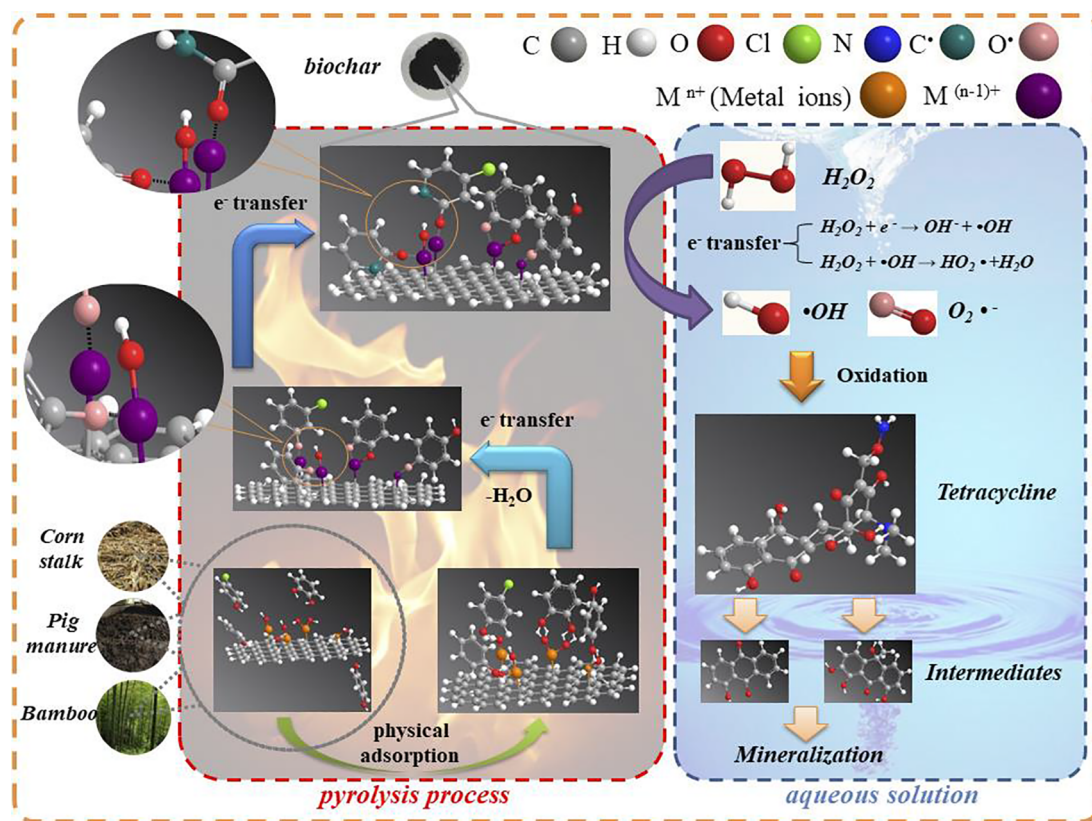 biochar
C H O Cl N C• O•
M n+ (Metal ions) M (n-1)+
e- transfer
H2O2
e- transfer
H2O2 + e- → OH- + •OH
H2O2 + •OH → HO2 • +H2O
•OH
O2 •-
Oxidation
e- transfer
-H2O
Tetracycline
Corn
stalk
Pig
manure
Bamboo
physical
adsorption
Intermediates
Mineralization
pyrolysis process
aqueous solution